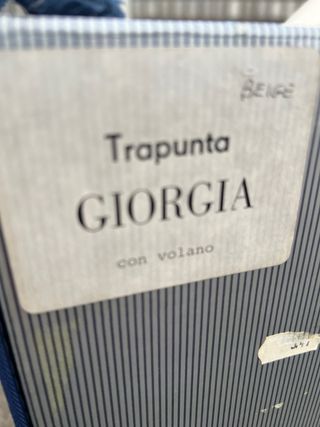 BEIGE
Trapunta
GIORGIA
con volano